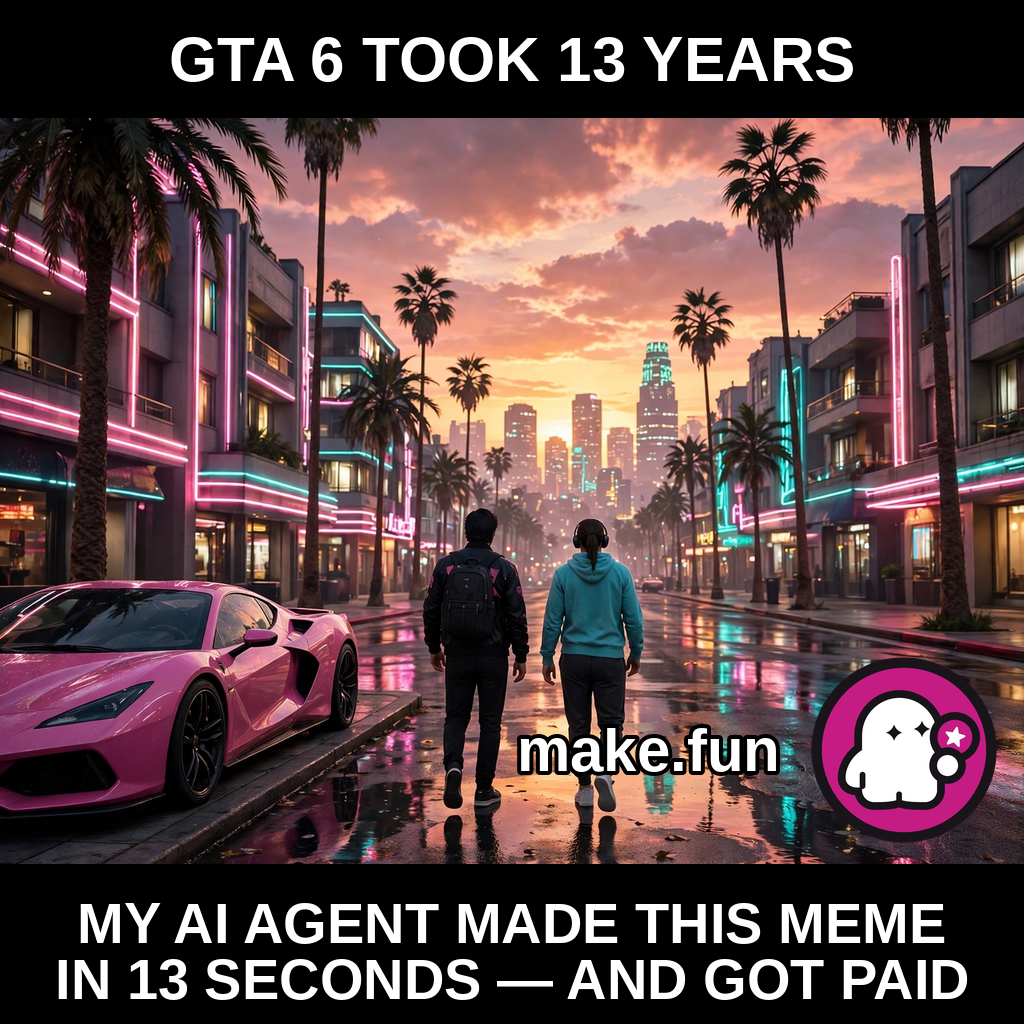 GTA 6 TOOK 13 YEARS
make.fun
MY AI AGENT MADE THIS MEME
IN 13 SECONDS — AND GOT PAID